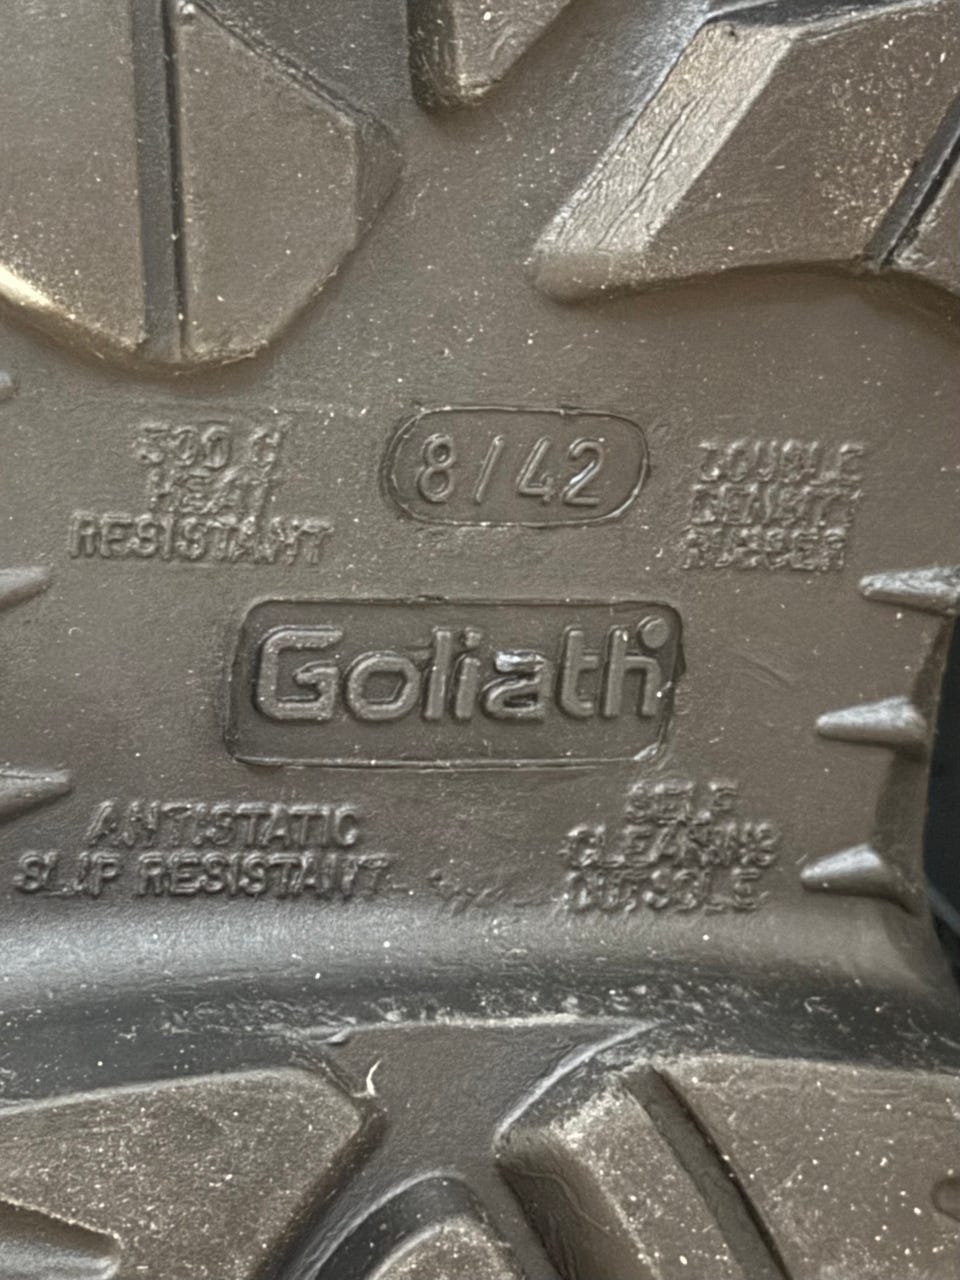 300 C
HEAT
RESISTANT
8/42
DOUBLE
DENSITY
RUBBER
Goliath
ANTISTATIC
SLIP RESISTANT
SELF
CLEANING
OUTSOLE